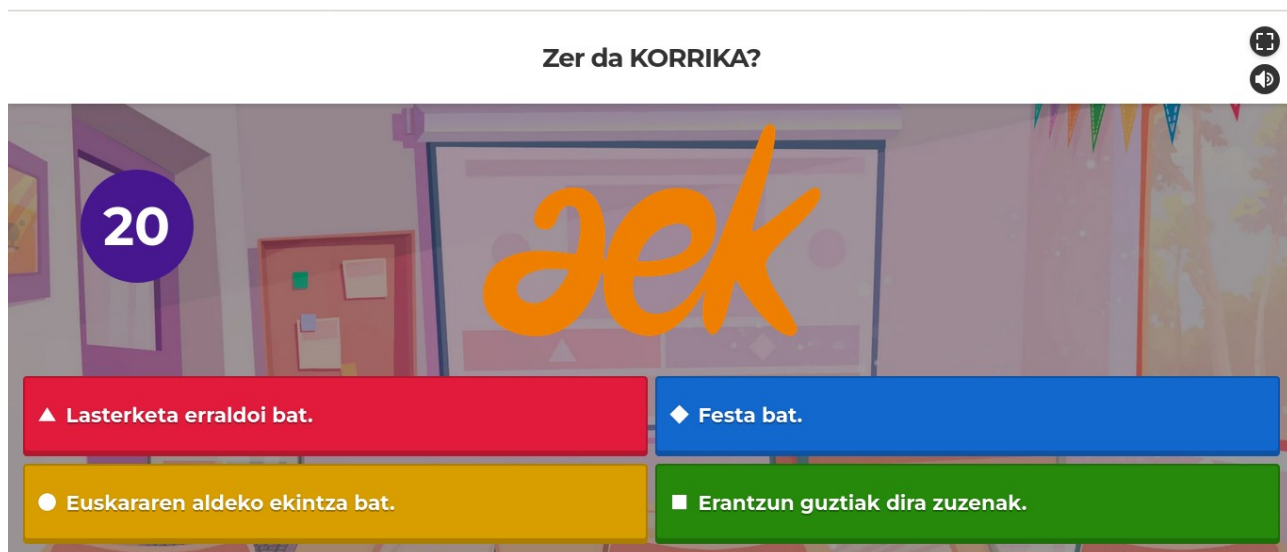 Zer da KORRIKA?
20
aek
Lasterketa erraldoi bat.
Festa bat.
Euskararen aldeko ekintza bat.
Erantzun guztiak dira zuzenak.